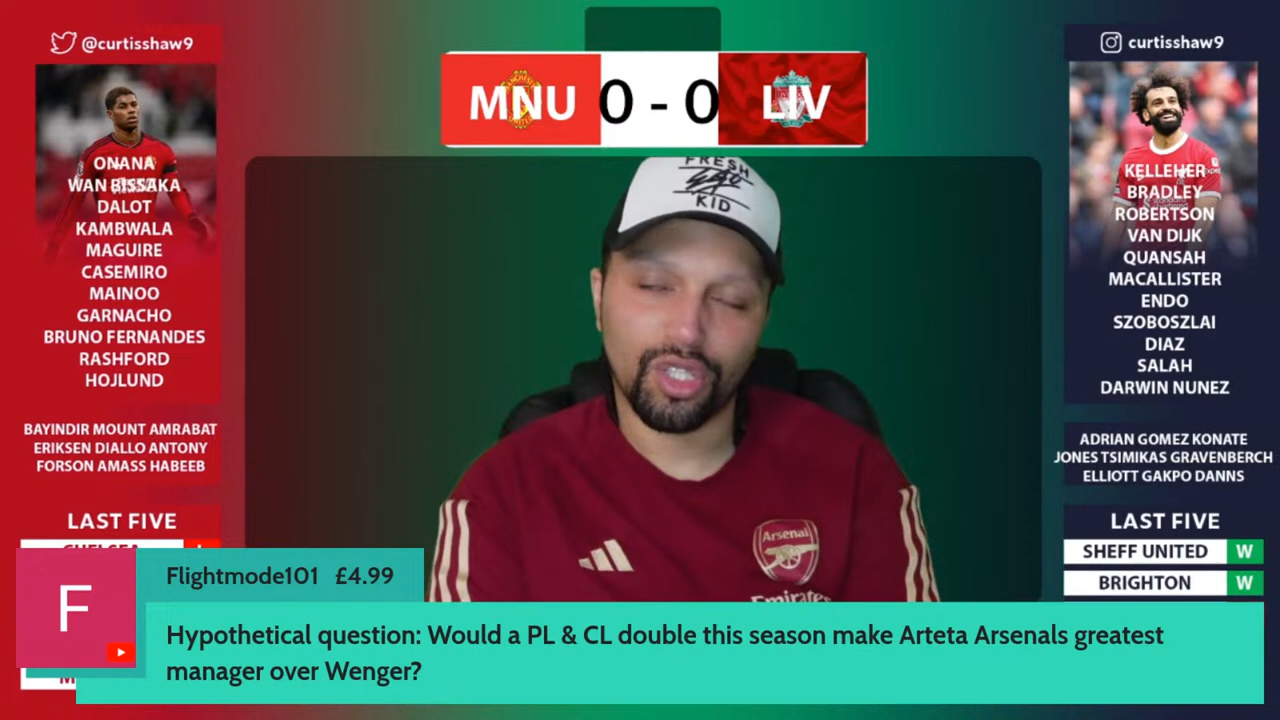 @curtisshaw9
ONANA
WAN BISSAKA
DALOT
KAMBWALA
MAGUIRE
CASEMIRO
MAINOO
GARNACHO
BRUNO FERNANDES
RASHFORD
HOJLUND
BAYINDIR MOUNT AMRABAT
ERIKSEN DIALLO ANTONY
FORSON AMASS HABEEB
LAST FIVE
CHELSEA
MNU 0 - 0 LIV
FRESH
KID
Arsenal
Emirates
curtisshaw9
KELLEHER
BRADLEY
ROBERTSON
VAN DIJK
QUANSAH
MACALLISTER
ENDO
SZOBOSZLAI
DIAZ
SALAH
DARWIN NUNEZ
ADRIAN GOMEZ KONATE
JONES TSIMIKAS GRAVENBERCH
ELLIOTT GAKPO DANNS
LAST FIVE
SHEFF UNITED W
BRIGHTON W
F
Flightmode101 £4.99
Hypothetical question: Would a PL & CL double this season make Arteta Arsenals greatest
manager over Wenger?